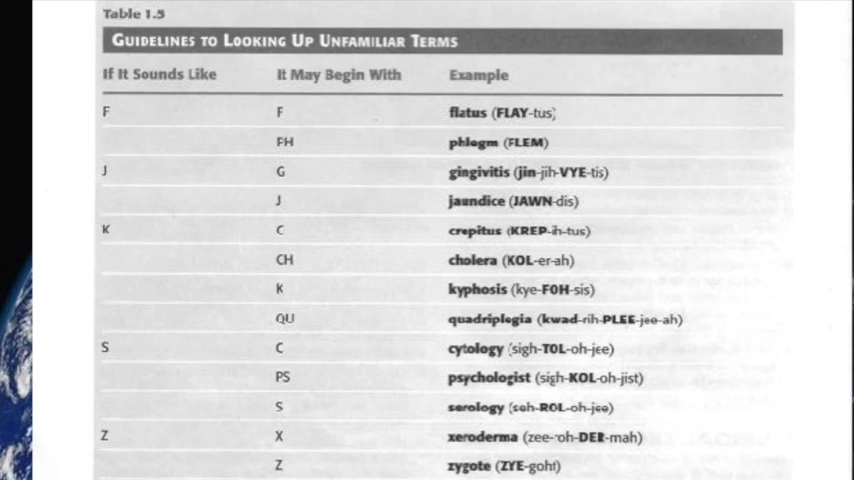 Table 1.5
GUIDELINES TO LOOKING UP UNFAMILIAR TERMS
If It Sounds Like It May Begin With Example
F F flatus (FLAY-tus)
PH phlegm (FLEM)
J G gingivitis (jin-jih-VYE-tis)
J jaundice (JAWN-dis)
K C crepitus (KREP-ih-tus)
CH cholera (KOL-er-ah)
K kyphosis (kye-FOH-sis)
QU quadriplegia (kwad-rih-PLEE-jee-ah)
S C cytology (sigh-TOL-oh-jee)
PS psychologist (sigh-KOL-oh-jist)
S serology (seh-ROL-oh-jee)
Z X xeroderma (zee-roh-DER-mah)
Z zygote (ZYE-goht)